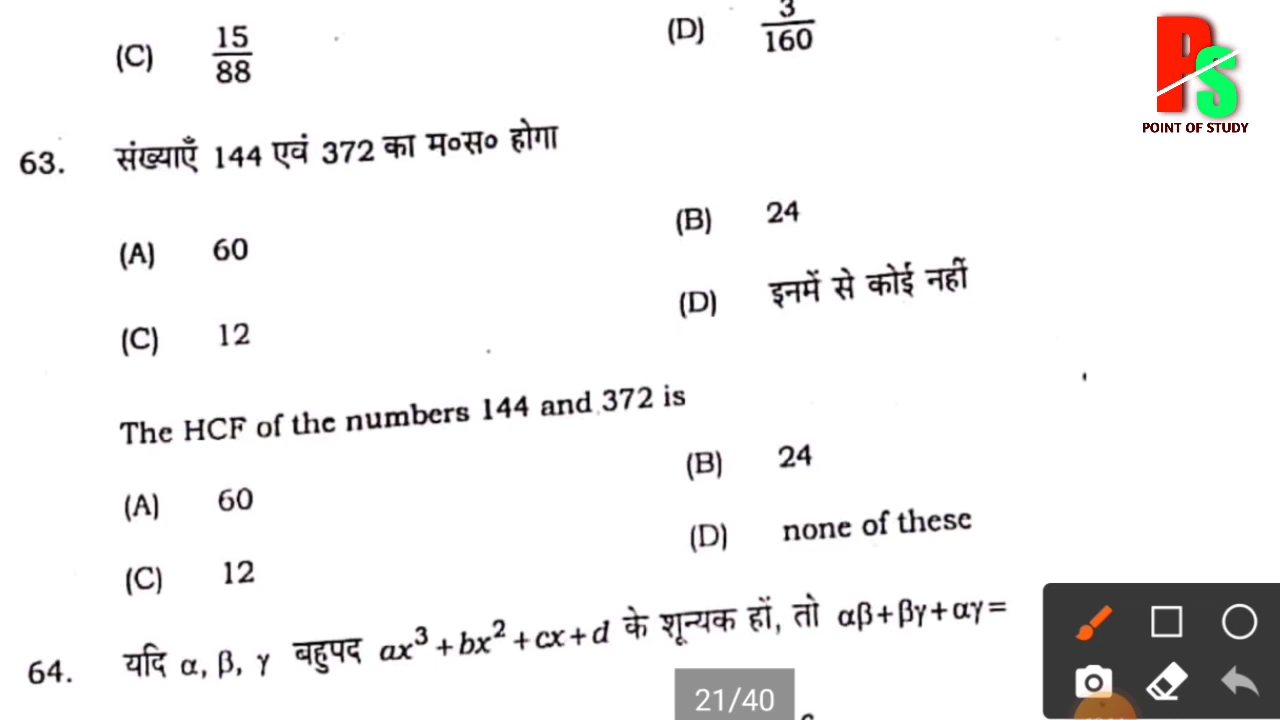 (C) 15/88 (D) 3/160
PS
POINT OF STUDY
63. संख्याएँ 144 एवं 372 का म०स० होगा
(A) 60 (B) 24
(C) 12 (D) इनमें से कोई नहीं
The HCF of the numbers 144 and 372 is
(A) 60 (B) 24
(C) 12 (D) none of these
64. यदि α, β, γ बहुपद ax³+bx²+cx+d के शून्यक हों, तो αβ+βγ+αγ=
21/40